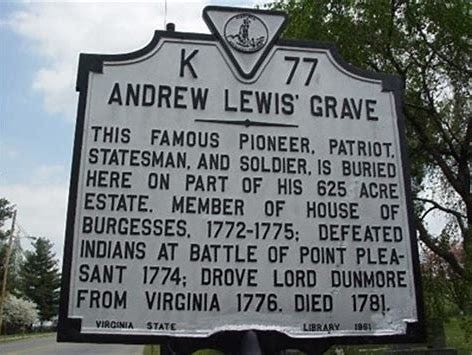 K 77
ANDREW LEWIS' GRAVE
THIS FAMOUS PIONEER, PATRIOT,
STATESMAN, AND SOLDIER, IS BURIED
HERE ON PART OF HIS 625 ACRE
ESTATE. MEMBER OF HOUSE OF
BURGESSES, 1772-1775; DEFEATED
INDIANS AT BATTLE OF POINT PLEA-
SANT 1774; DROVE LORD DUNMORE
FROM VIRGINIA 1776. DIED 1781.
VIRGINIA STATE LIBRARY 1961